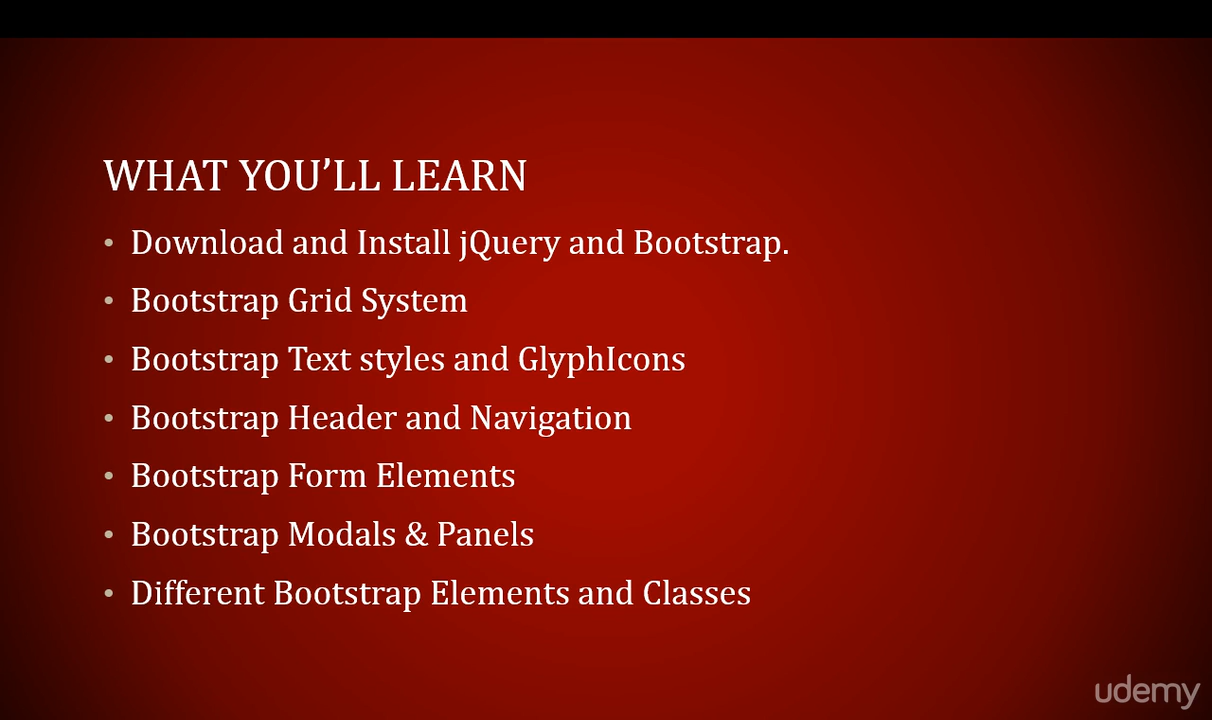 WHAT YOU’LL LEARN
• Download and Install jQuery and Bootstrap.
• Bootstrap Grid System
• Bootstrap Text styles and GlyphIcons
• Bootstrap Header and Navigation
• Bootstrap Form Elements
• Bootstrap Modals & Panels
• Different Bootstrap Elements and Classes
udemy